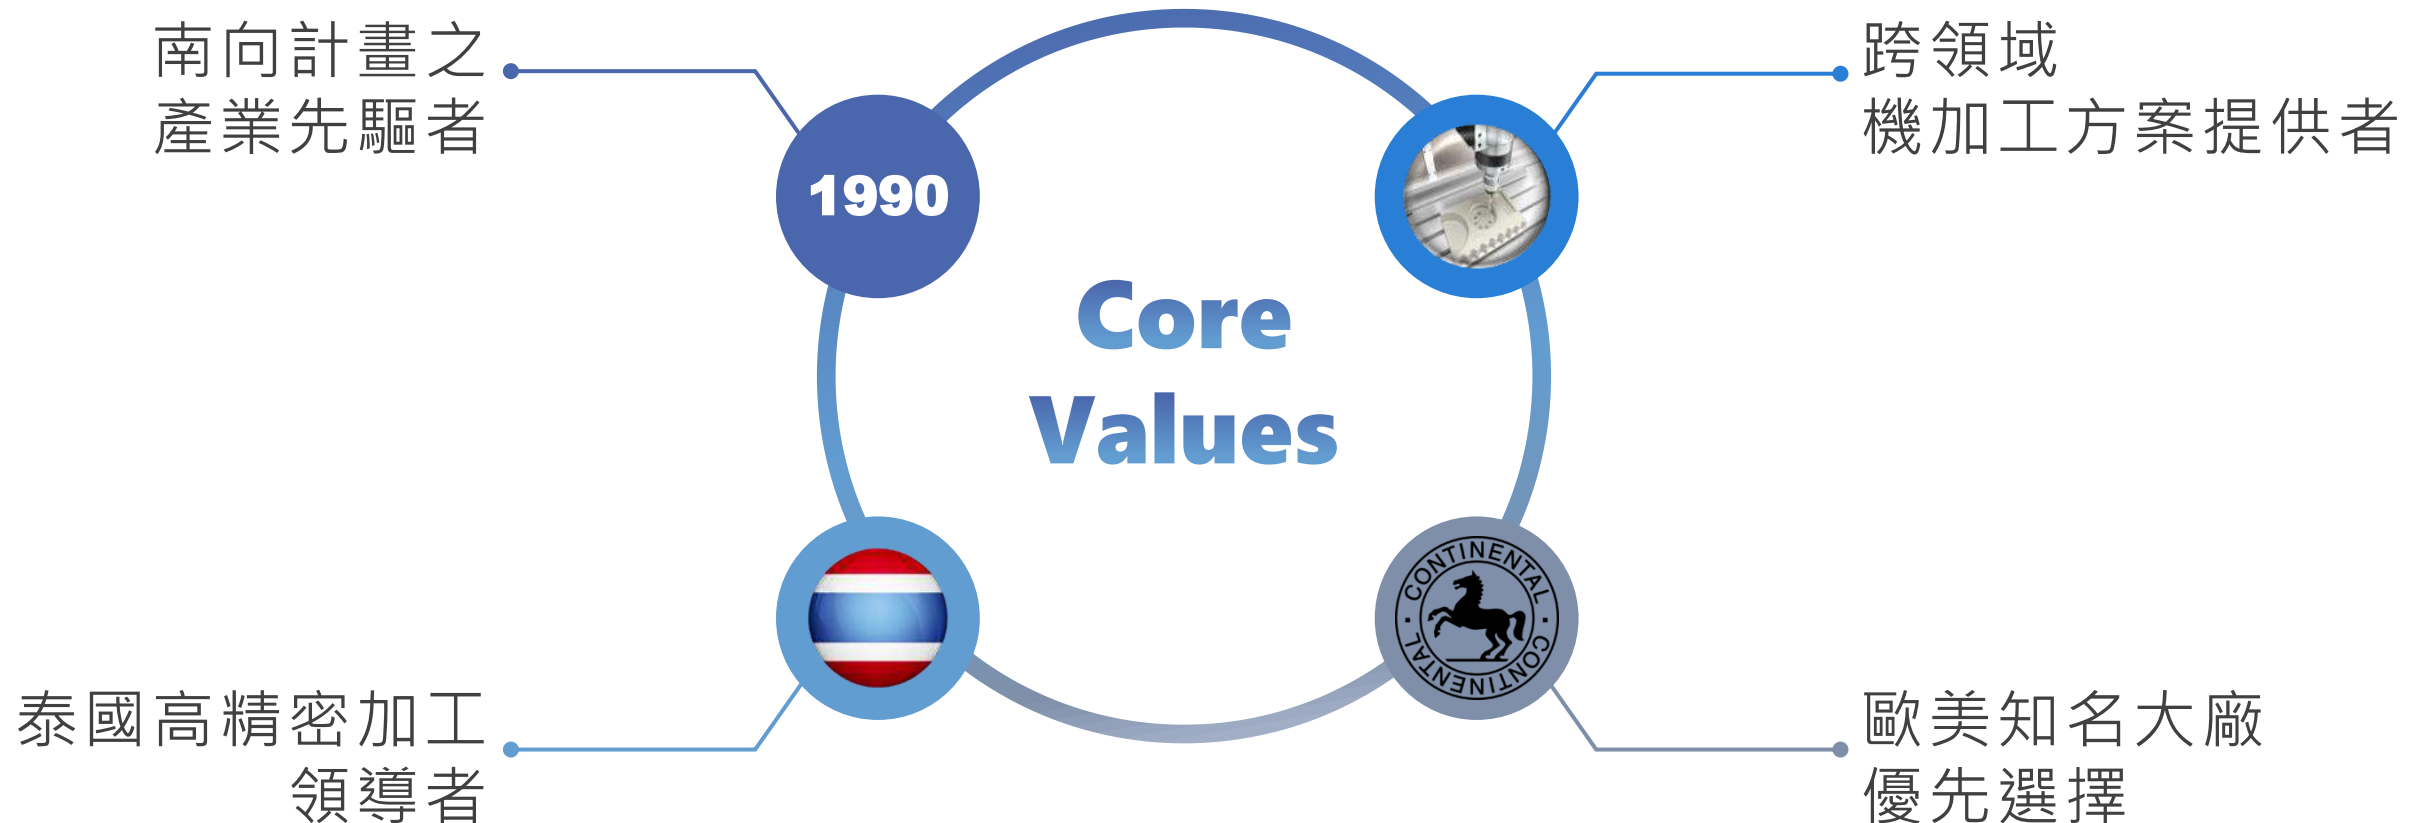 南向計畫之
產業先驅者
1990
跨領域
機加工方案提供者
Core
Values
泰國高精密加工
領導者
CONTINENTAL · CONTINENTAL ·
歐美知名大廠
優先選擇